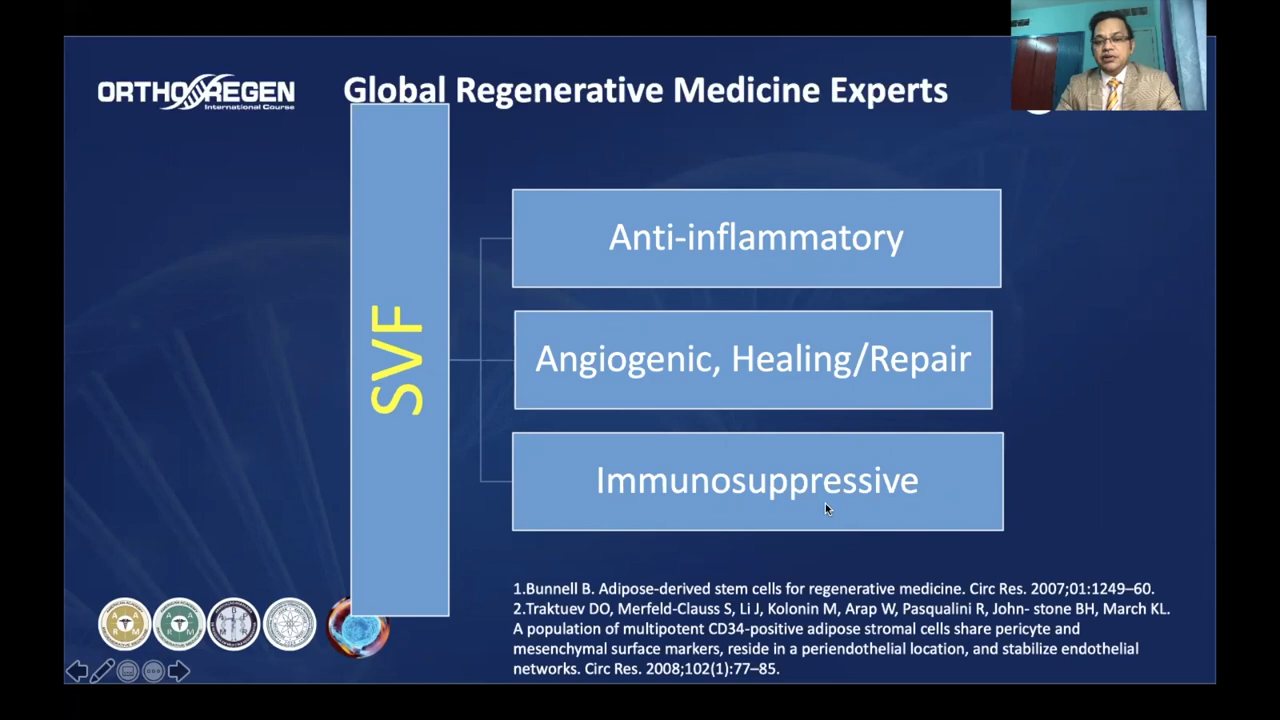 ORTHOREGEN
International Course
Global Regenerative Medicine Experts
SVF
Anti-inflammatory
Angiogenic, Healing/Repair
Immunosuppressive
1.Bunnell B. Adipose-derived stem cells for regenerative medicine. Circ Res. 2007;01:1249–60.
2.Traktuev DO, Merfeld-Clauss S, Li J, Kolonin M, Arap W, Pasqualini R, John- stone BH, March KL.
A population of multipotent CD34-positive adipose stromal cells share pericyte and
mesenchymal surface markers, reside in a periendothelial location, and stabilize endothelial
networks. Circ Res. 2008;102(1):77–85.